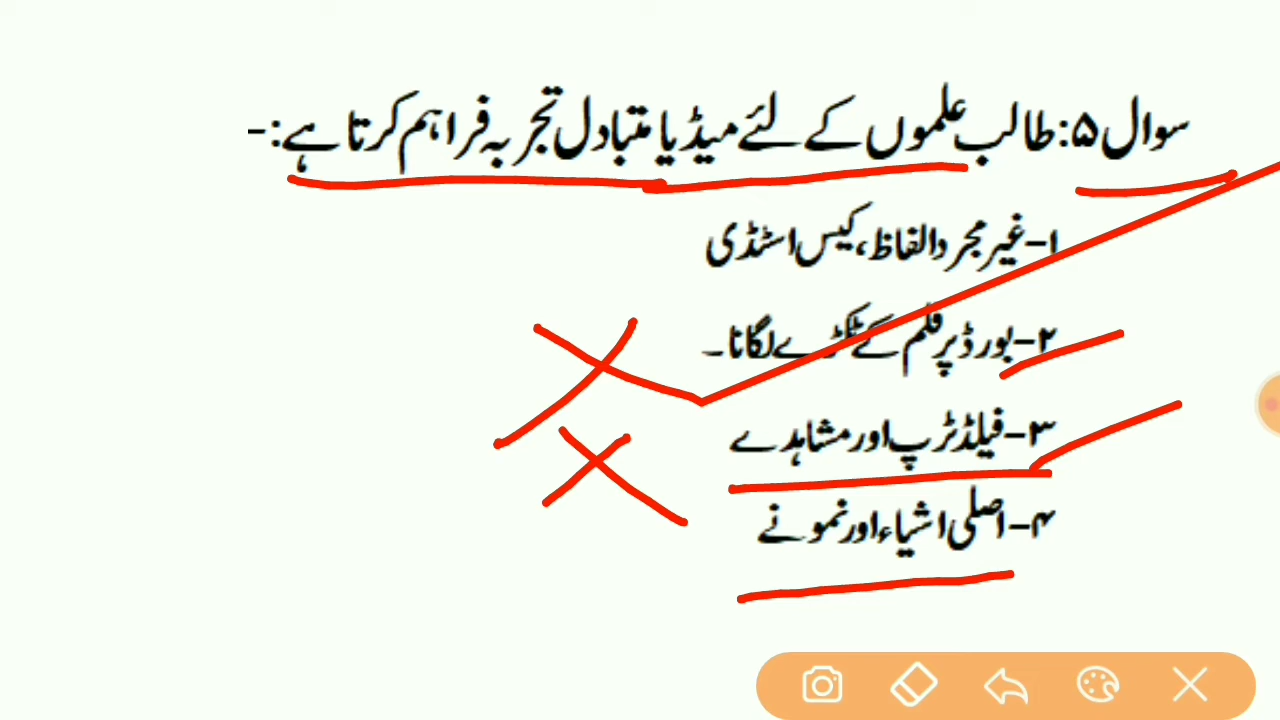 سوال ۵: طالب علموں کے لئے میڈیا متبادل تجربہ فراہم کرتا ہے:-
۱- غیر مجرد الفاظ، کیس اسٹڈی
۲- بورڈ پر فلم کے ٹکڑے لگانا۔
۳- فیلڈ ٹرپ اور مشاہدے
۴- اصلی اشیاء اور نمونے